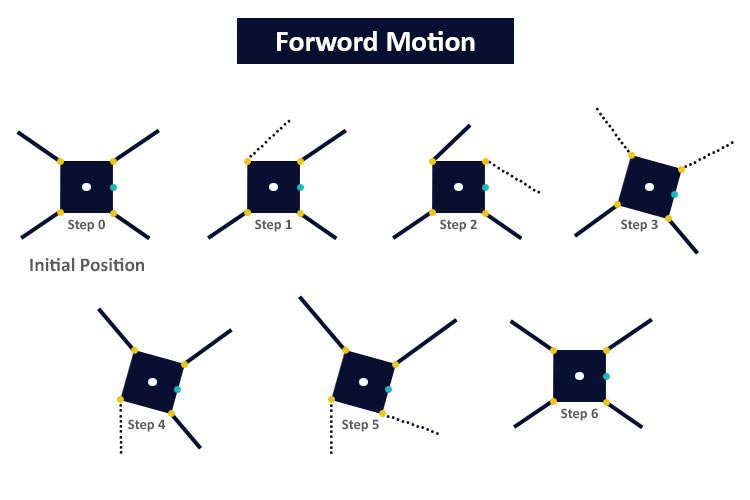 Forword Motion
Step 0
Step 1
Step 2
Step 3
Initial Position
Step 4
Step 5
Step 6